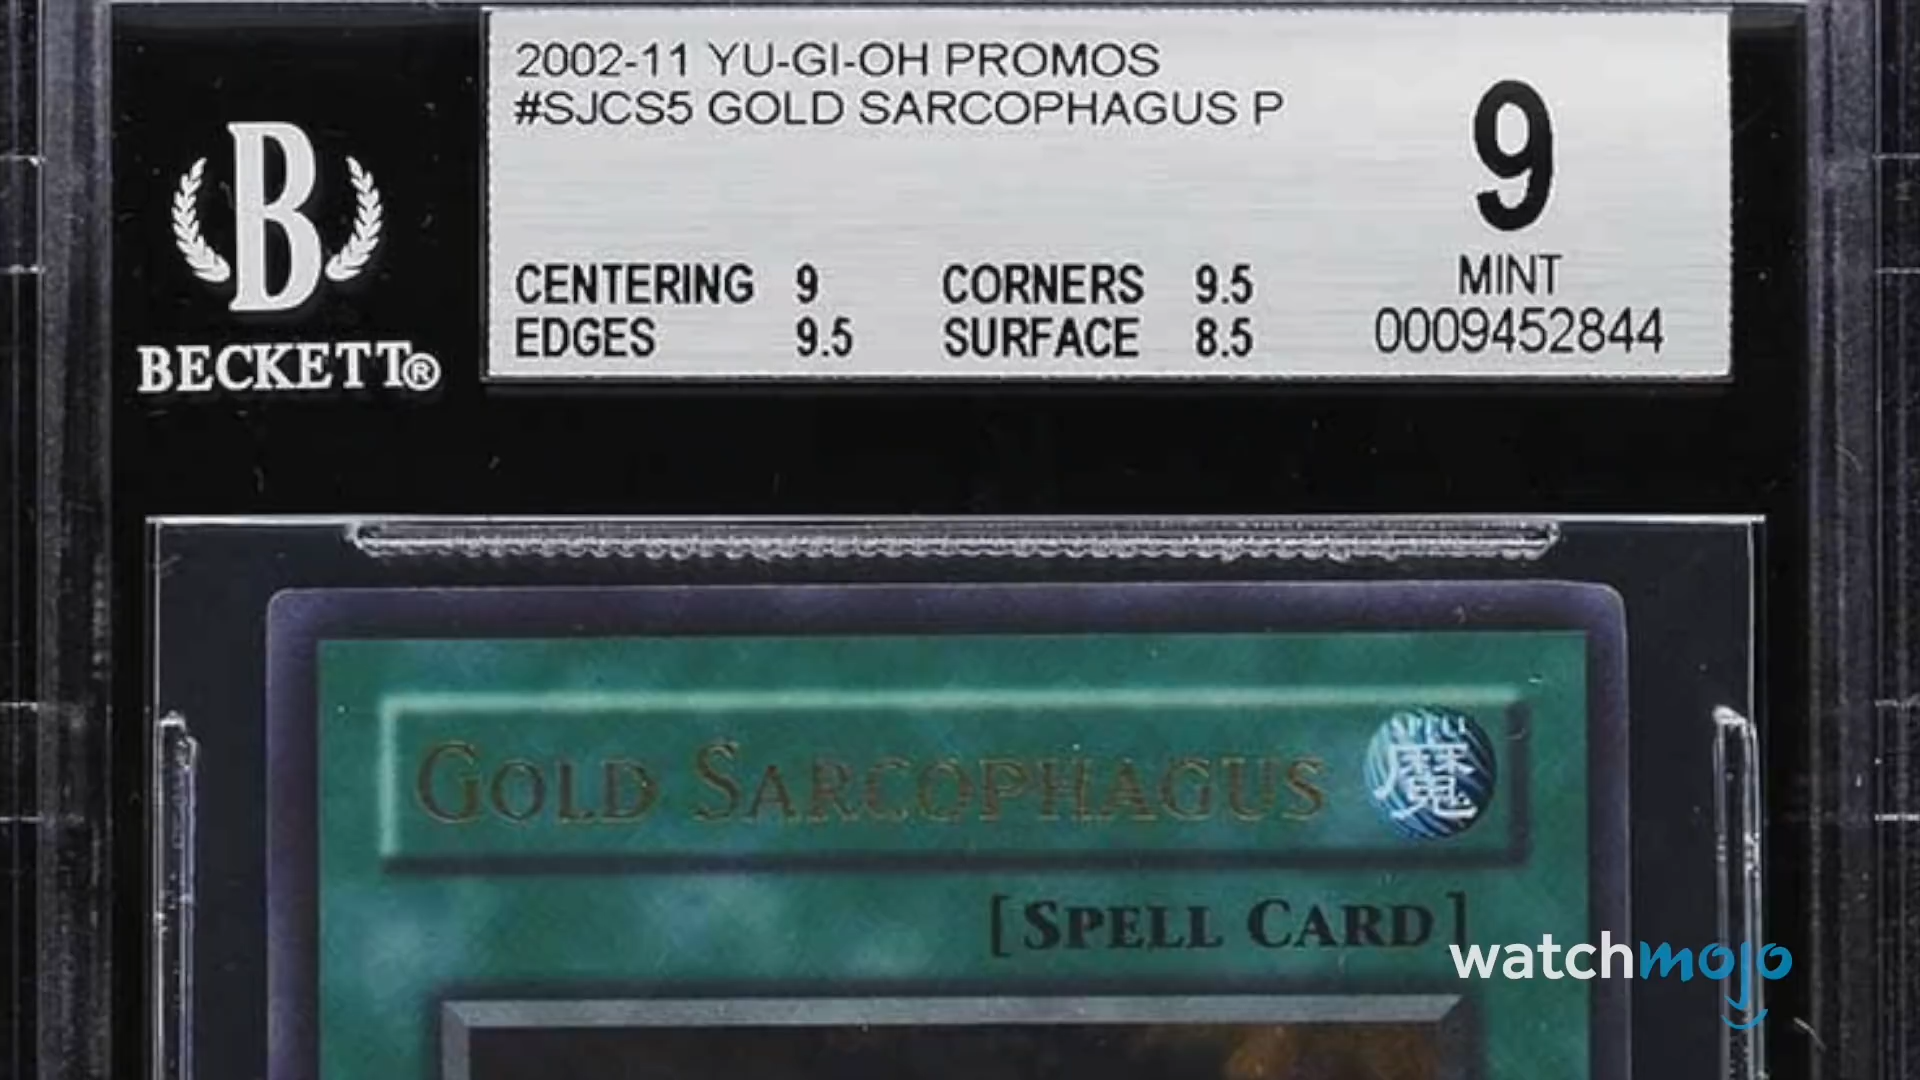 2002-11 YU-GI-OH PROMOS
#SJCS5 GOLD SARCOPHAGUS P
9
MINT
0009452844
CENTERING 9 CORNERS 9.5
EDGES 9.5 SURFACE 8.5
B
BECKETT®
GOLD SARCOPHAGUS 魔
[SPELL CARD]
watchmojo